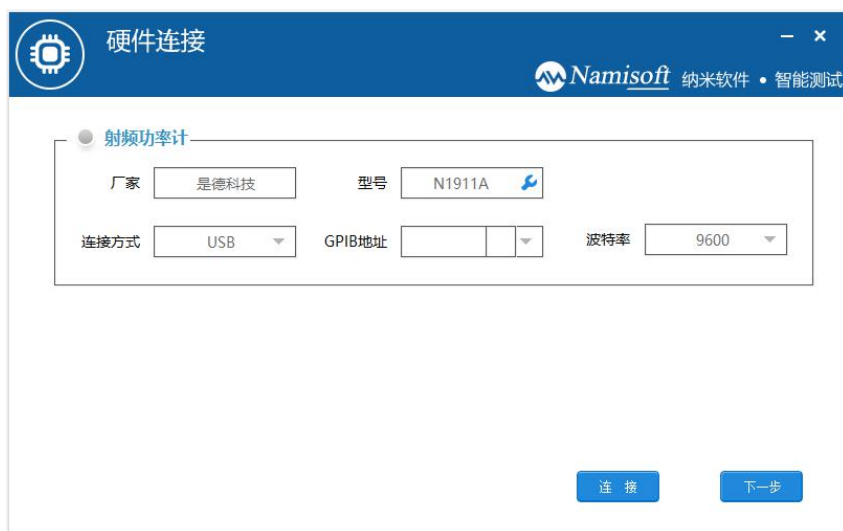 硬件连接
Namisoft 纳米软件 • 智能测试
射频功率计
厂家 是德科技 型号 N1911A
连接方式 USB GPIB地址 波特率 9600
连 接 下一步